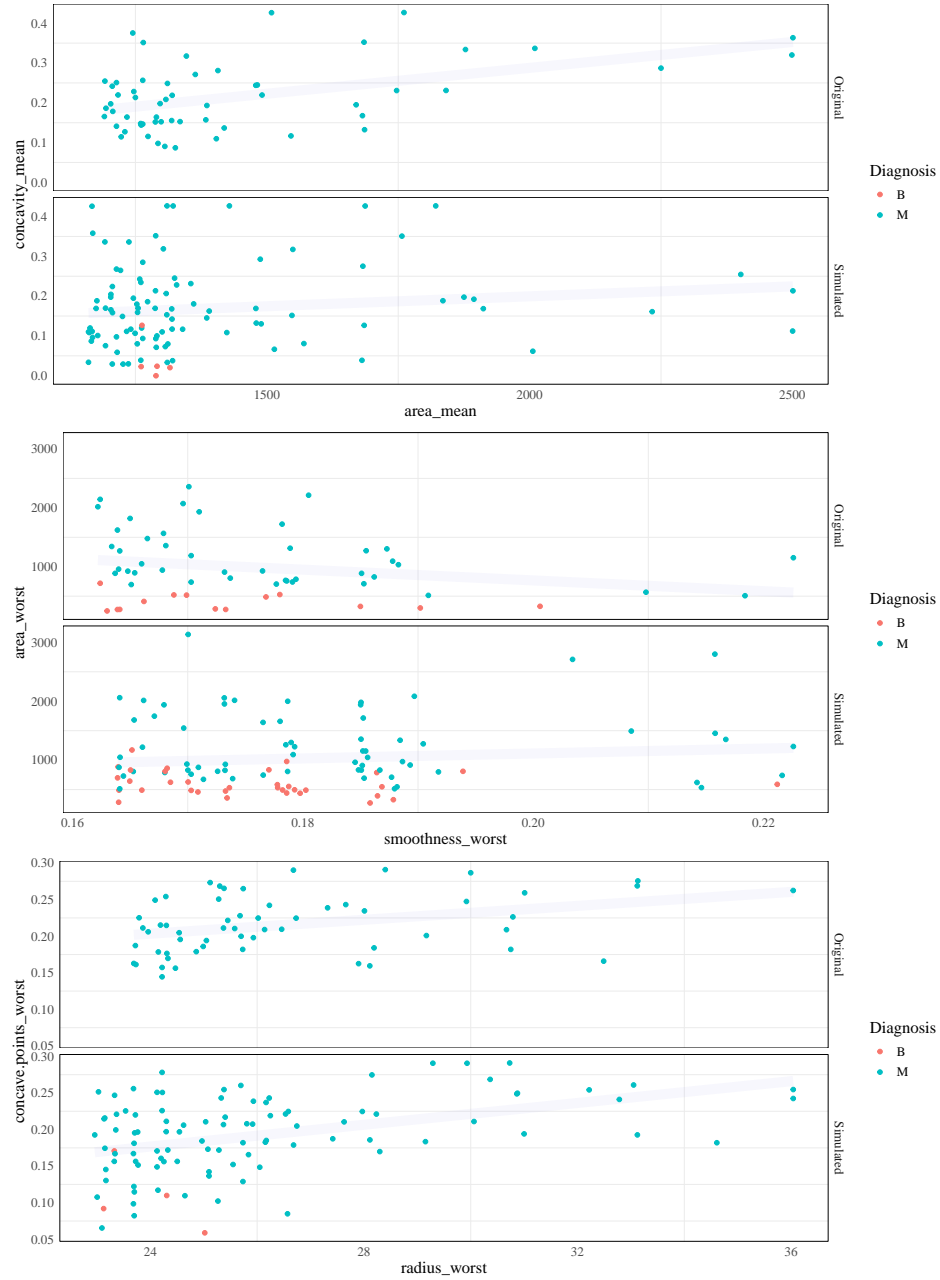 0.4
0.3
0.2
0.1
0.0
Original
0.4
0.3
0.2
0.1
0.0
Simulated
concavity_mean
1500
2000
2500
area_mean
Diagnosis
B
M
3000
2000
1000
Original
3000
2000
1000
Simulated
area_worst
0.16
0.18
0.20
0.22
smoothness_worst
Diagnosis
B
M
0.30
0.25
0.20
0.15
0.10
0.05
Original
0.30
0.25
0.20
0.15
0.10
0.05
Simulated
concave.points_worst
24
28
32
36
radius_worst
Diagnosis
B
M